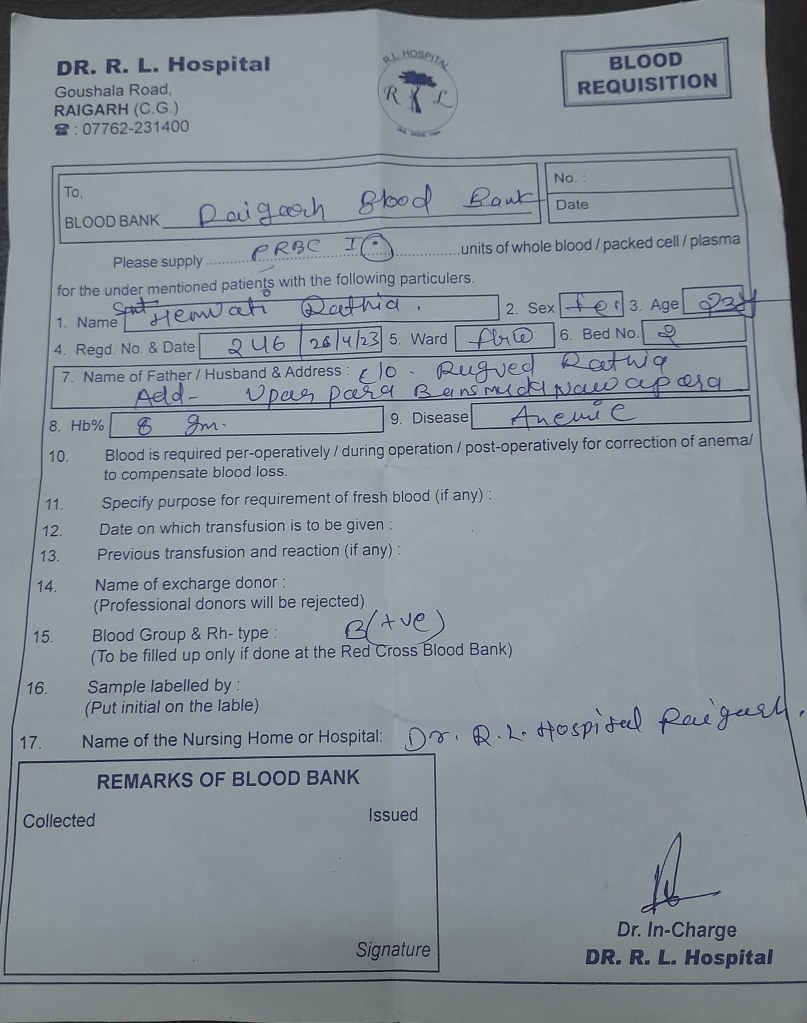 DR. R. L. Hospital
Goushala Road,
RAIGARH (C.G.)
☎ : 07762-231400
R.L. HOSPITAL
R L
BLOOD
REQUISITION
To,
BLOOD BANK Raigarh Blood Bank
No. :
Date
Please supply PRBC I units of whole blood / packed cell / plasma
for the under mentioned patients with the following particulers.
1. Name Smt Hemvati Rathia. 2. Sex fe 3. Age 23y
4. Regd. No. & Date 246 / 26/4/23 5. Ward 6. Bed No. 2
7. Name of Father / Husband & Address : c/o - Rugved Rathia
Add- Upar para Nawapara
8. Hb% 8 gm. 9. Disease Anemic
10. Blood is required per-operatively / during operation / post-operatively for correction of anema/
to compensate blood loss.
11. Specify purpose for requirement of fresh blood (if any) :
12. Date on which transfusion is to be given :
13. Previous transfusion and reaction (if any) :
14. Name of excharge donor :
(Professional donors will be rejected)
15. Blood Group & Rh- type : B(+ve)
(To be filled up only if done at the Red Cross Blood Bank)
16. Sample labelled by :
(Put initial on the lable)
17. Name of the Nursing Home or Hospital: Dr. R. L. Hospital Raigarh.
REMARKS OF BLOOD BANK
Collected Issued
Signature
Dr. In-Charge
DR. R. L. Hospital